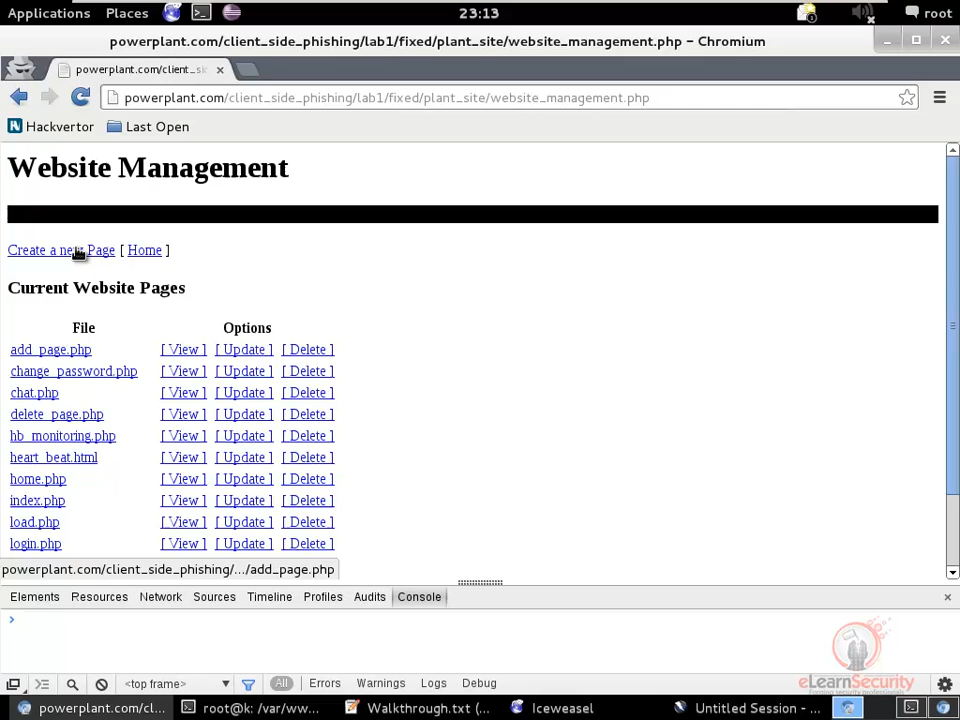 Applications Places 23:13 root
powerplant.com/client_side_phishing/lab1/fixed/plant_site/website_management.php - Chromium
powerplant.com/client_si
powerplant.com/client_side_phishing/lab1/fixed/plant_site/website_management.php
Hackvertor Last Open
Website Management
Create a new Page [ Home ]
Current Website Pages
File Options
add_page.php [ View ] [ Update ] [ Delete ]
change_password.php [ View ] [ Update ] [ Delete ]
chat.php [ View ] [ Update ] [ Delete ]
delete_page.php [ View ] [ Update ] [ Delete ]
hb_monitoring.php [ View ] [ Update ] [ Delete ]
heart_beat.html [ View ] [ Update ] [ Delete ]
home.php [ View ] [ Update ] [ Delete ]
index.php [ View ] [ Update ] [ Delete ]
load.php [ View ] [ Update ] [ Delete ]
login.php [ View ] [ Update ] [ Delete ]
powerplant.com/client_side_phishing/.../add_page.php
Elements Resources Network Sources Timeline Profiles Audits Console
>
<top frame> All Errors Warnings Logs Debug
eLearnSecurity
Forging security professionals
powerplant.com/cl... root@k: /var/ww... Walkthrough.txt (... Iceweasel Untitled Session - ...